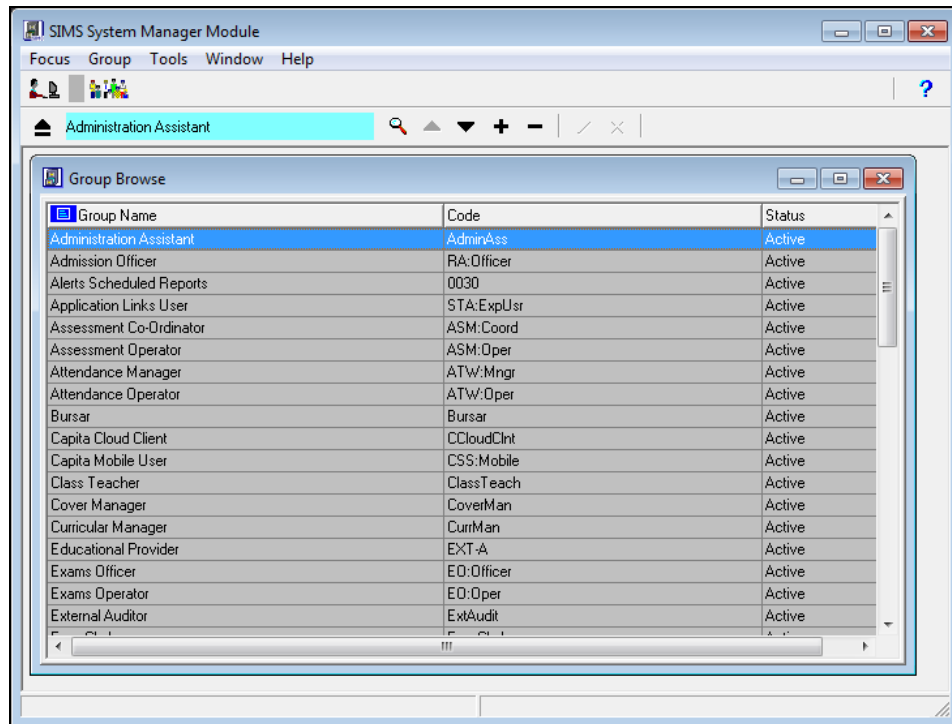 SIMS System Manager Module
Focus Group Tools Window Help
?
Administration Assistant
Group Browse
Group Name Code Status
Administration Assistant AdminAss Active
Admission Officer RA:Officer Active
Alerts Scheduled Reports 0030 Active
Application Links User STA:ExpUsr Active
Assessment Co-Ordinator ASM:Coord Active
Assessment Operator ASM:Oper Active
Attendance Manager ATW:Mngr Active
Attendance Operator ATW:Oper Active
Bursar Bursar Active
Capita Cloud Client CCloudClnt Active
Capita Mobile User CSS:Mobile Active
Class Teacher ClassTeach Active
Cover Manager CoverMan Active
Curricular Manager CurrMan Active
Educational Provider EXT-A Active
Exams Officer EO:Officer Active
Exams Operator EO:Oper Active
External Auditor ExtAudit Active